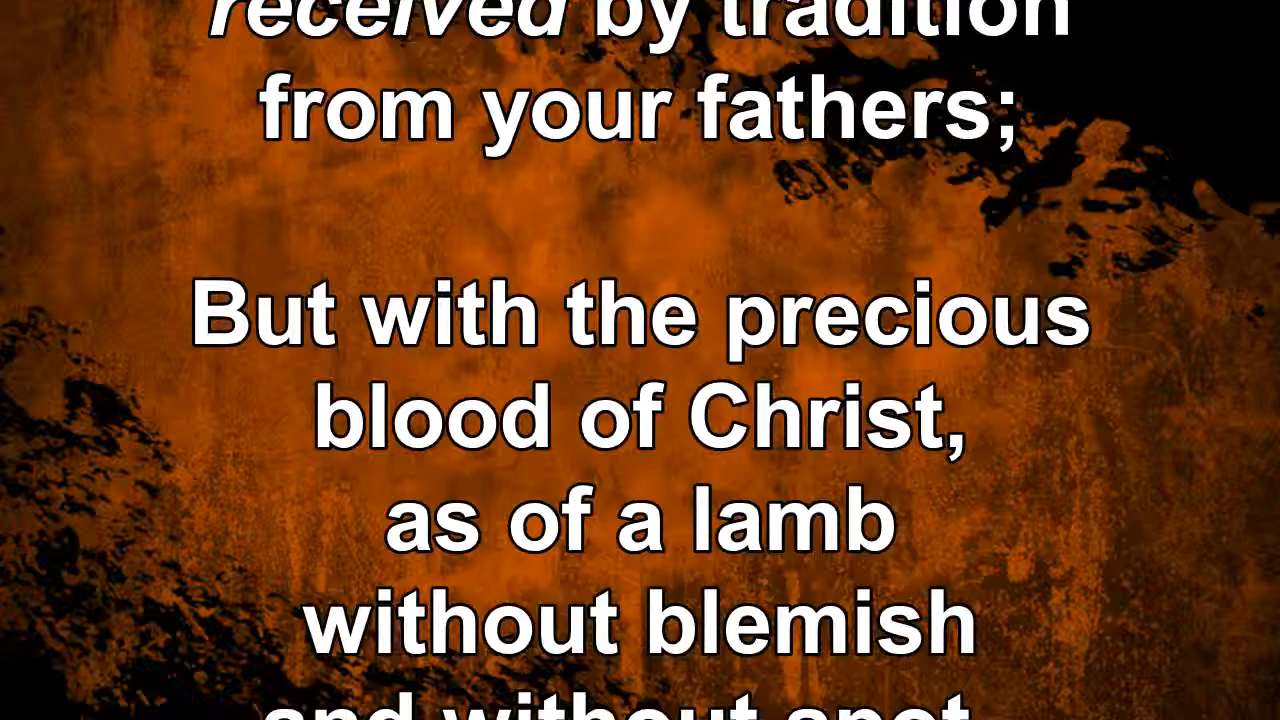 received by tradition
from your fathers;
But with the precious
blood of Christ,
as of a lamb
without blemish
and without spot